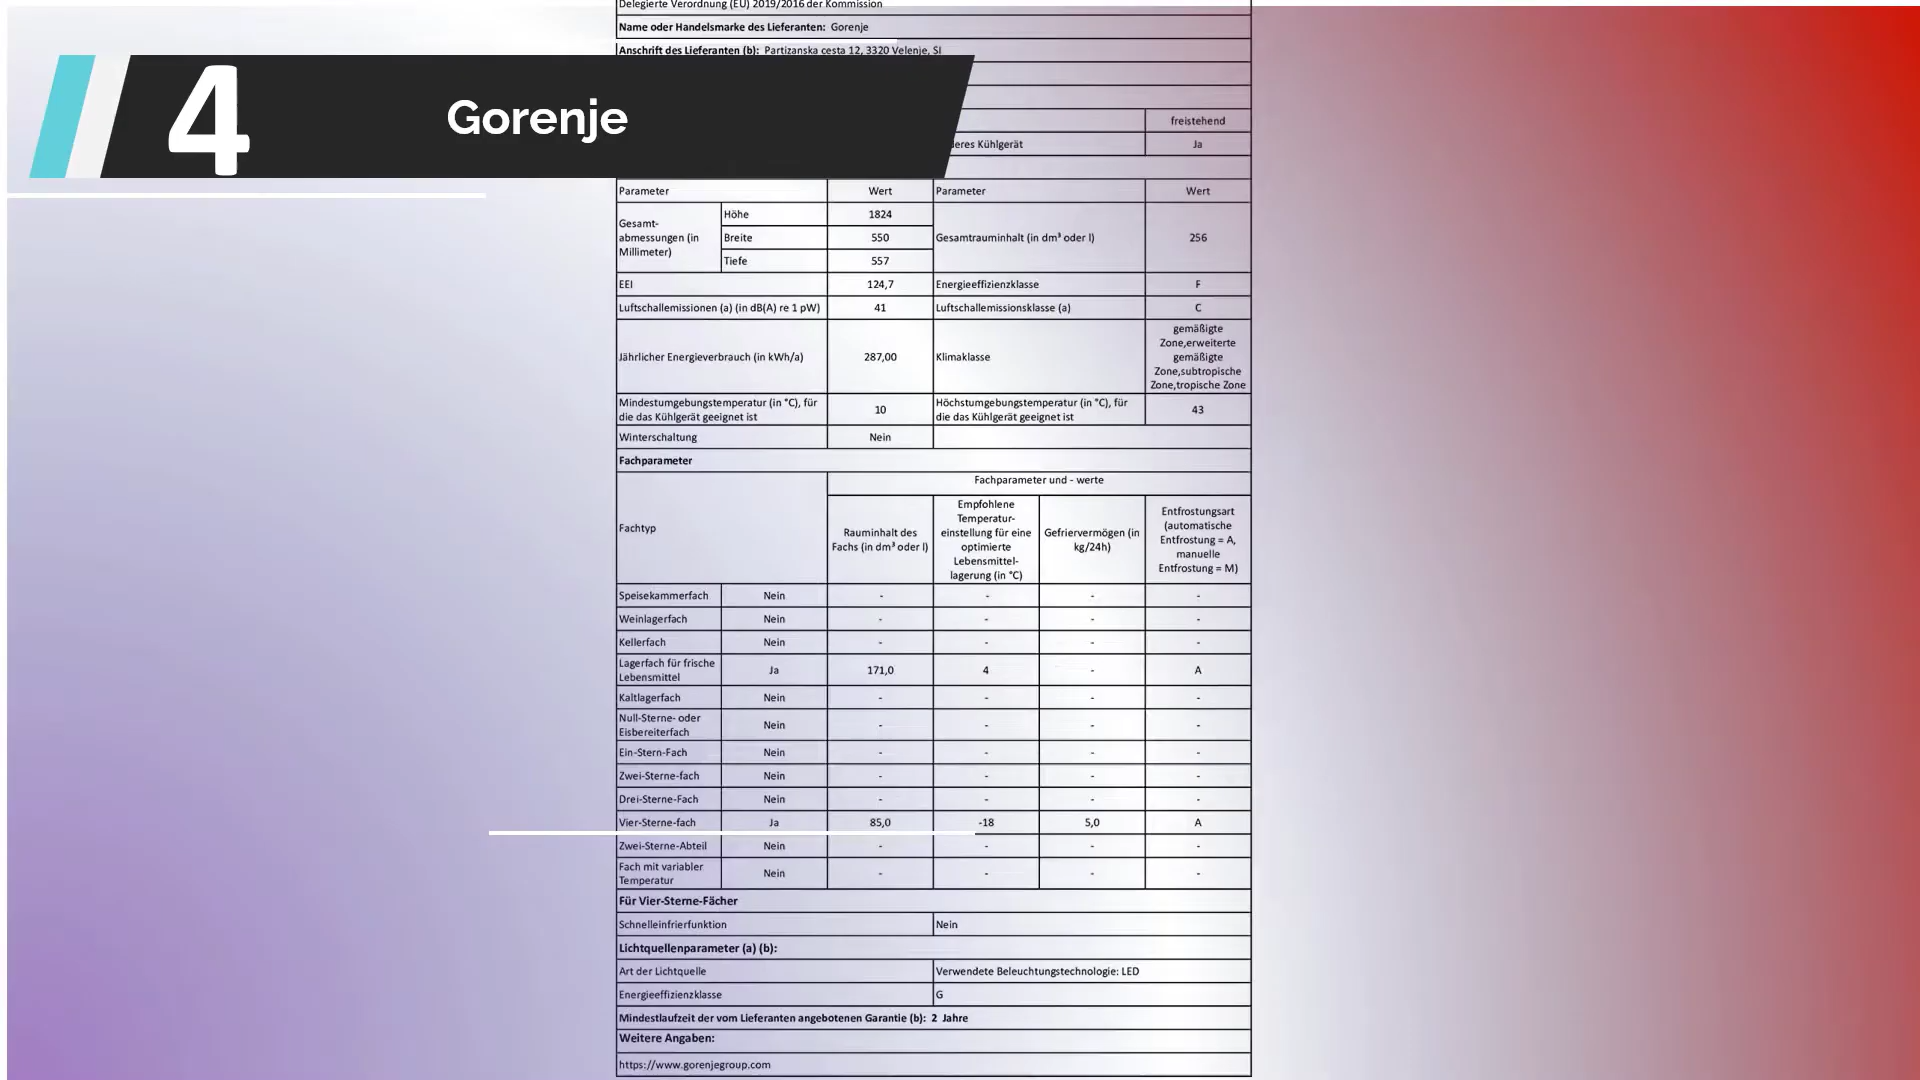 Delegierte Verordnung (EU) 2019/2016 der Kommission
Name oder Handelsmarke des Lieferanten: Gorenje
Anschrift des Lieferanten (b): Partizanska cesta 12, 3320 Velenje, SI
4
Gorenje
freistehend
Kühlgerät Ja
Parameter Wert Parameter Wert
Gesamt-
abmessungen (in
Millimeter)
Höhe 1824
Breite 550
Tiefe 557
Gesamtrauminhalt (in dm³ oder l) 256
EEI 124,7 Energieeffizienzklasse F
Luftschallemissionen (a) (in dB(A) re 1 pW) 41 Luftschallemissionsklasse (a) C
Jährlicher Energieverbrauch (in kWh/a) 287,00 Klimaklasse
gemäßigte
Zone,erweiterte
gemäßigte
Zone,subtropische
Zone,tropische Zone
Mindestumgebungstemperatur (in °C), für
die das Kühlgerät geeignet ist
10
Höchstumgebungstemperatur (in °C), für
die das Kühlgerät geeignet ist
43
Winterschaltung Nein
Fachparameter
Fachtyp
Fachparameter und - werte
Rauminhalt des
Fachs (in dm³ oder l)
Empfohlene
Temperatur-
einstellung für eine
optimierte
Lebensmittel-
lagerung (in °C)
Gefriervermögen (in
kg/24h)
Entfrostungsart
(automatische
Entfrostung = A,
manuelle
Entfrostung = M)
Speisekammerfach Nein - - - -
Weinlagerfach Nein - - - -
Kellerfach Nein - - - -
Lagerfach für frische
Lebensmittel
Ja 171,0 4 - A
Kaltlagerfach Nein - - - -
Null-Sterne- oder
Eisbereiterfach
Nein - - - -
Ein-Stern-Fach Nein - - - -
Zwei-Sterne-fach Nein - - - -
Drei-Sterne-Fach Nein - - - -
Vier-Sterne-fach Ja 85,0 -18 5,0 A
Zwei-Sterne-Abteil Nein - - - -
Fach mit variabler
Temperatur
Nein - - - -
Für Vier-Sterne-Fächer
Schnelleinfrierfunktion Nein
Lichtquellenparameter (a) (b):
Art der Lichtquelle Verwendete Beleuchtungstechnologie: LED
Energieeffizienzklasse G
Mindestlaufzeit der vom Lieferanten angebotenen Garantie (b): 2 Jahre
Weitere Angaben:
https://www.gorenjegroup.com